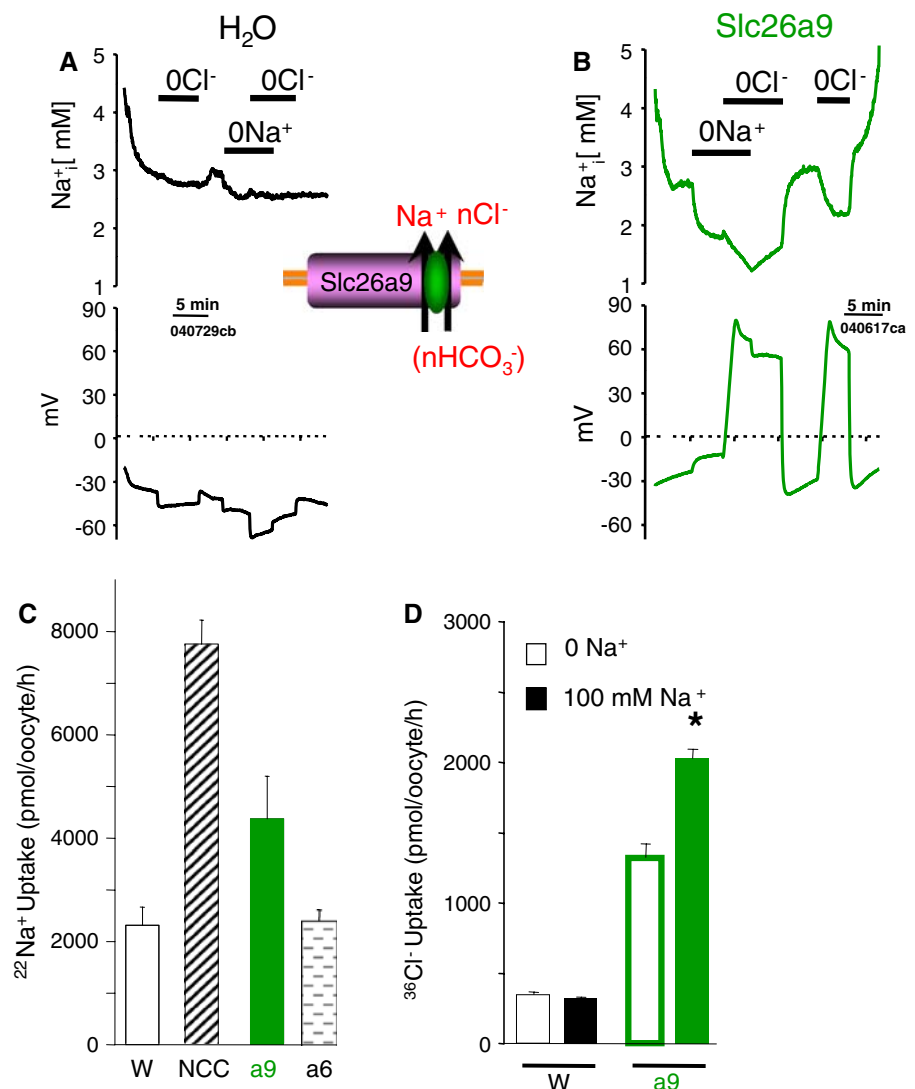 H₂O
Slc26a9
A
0Cl⁻ 0Cl⁻
0Na⁺
Na⁺ᵢ[ mM]
5
4
3
2
1
5 min
040729cb
mV
90
60
30
0
-30
-60
Na⁺ nCl⁻
Slc26a9
(nHCO₃⁻)
B
0Cl⁻ 0Cl⁻
0Na⁺
Na⁺ᵢ[ mM]
5
4
3
2
1
5 min
040617ca
mV
90
60
30
0
-30
-60
C
²²Na⁺ Uptake (pmol/oocyte/h)
8000
6000
4000
2000
0
W NCC a9 a6
D
³⁶Cl⁻ Uptake (pmol/oocyte/h)
3000
2000
1000
0
0 Na⁺
100 mM Na⁺
*
W a9